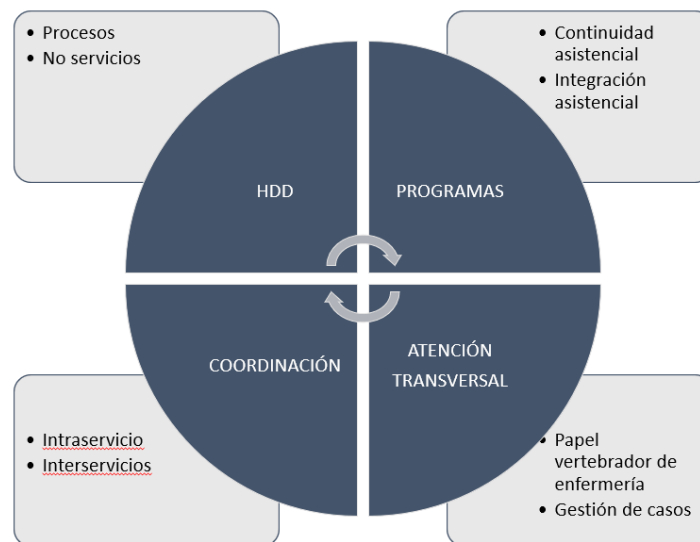 • Procesos
• No servicios
• Continuidad
asistencial
• Integración
asistencial
HDD
PROGRAMAS
COORDINACIÓN
ATENCIÓN
TRANSVERSAL
• Intraservicio
• Interservicios
• Papel
vertebrador de
enfermería
• Gestión de casos